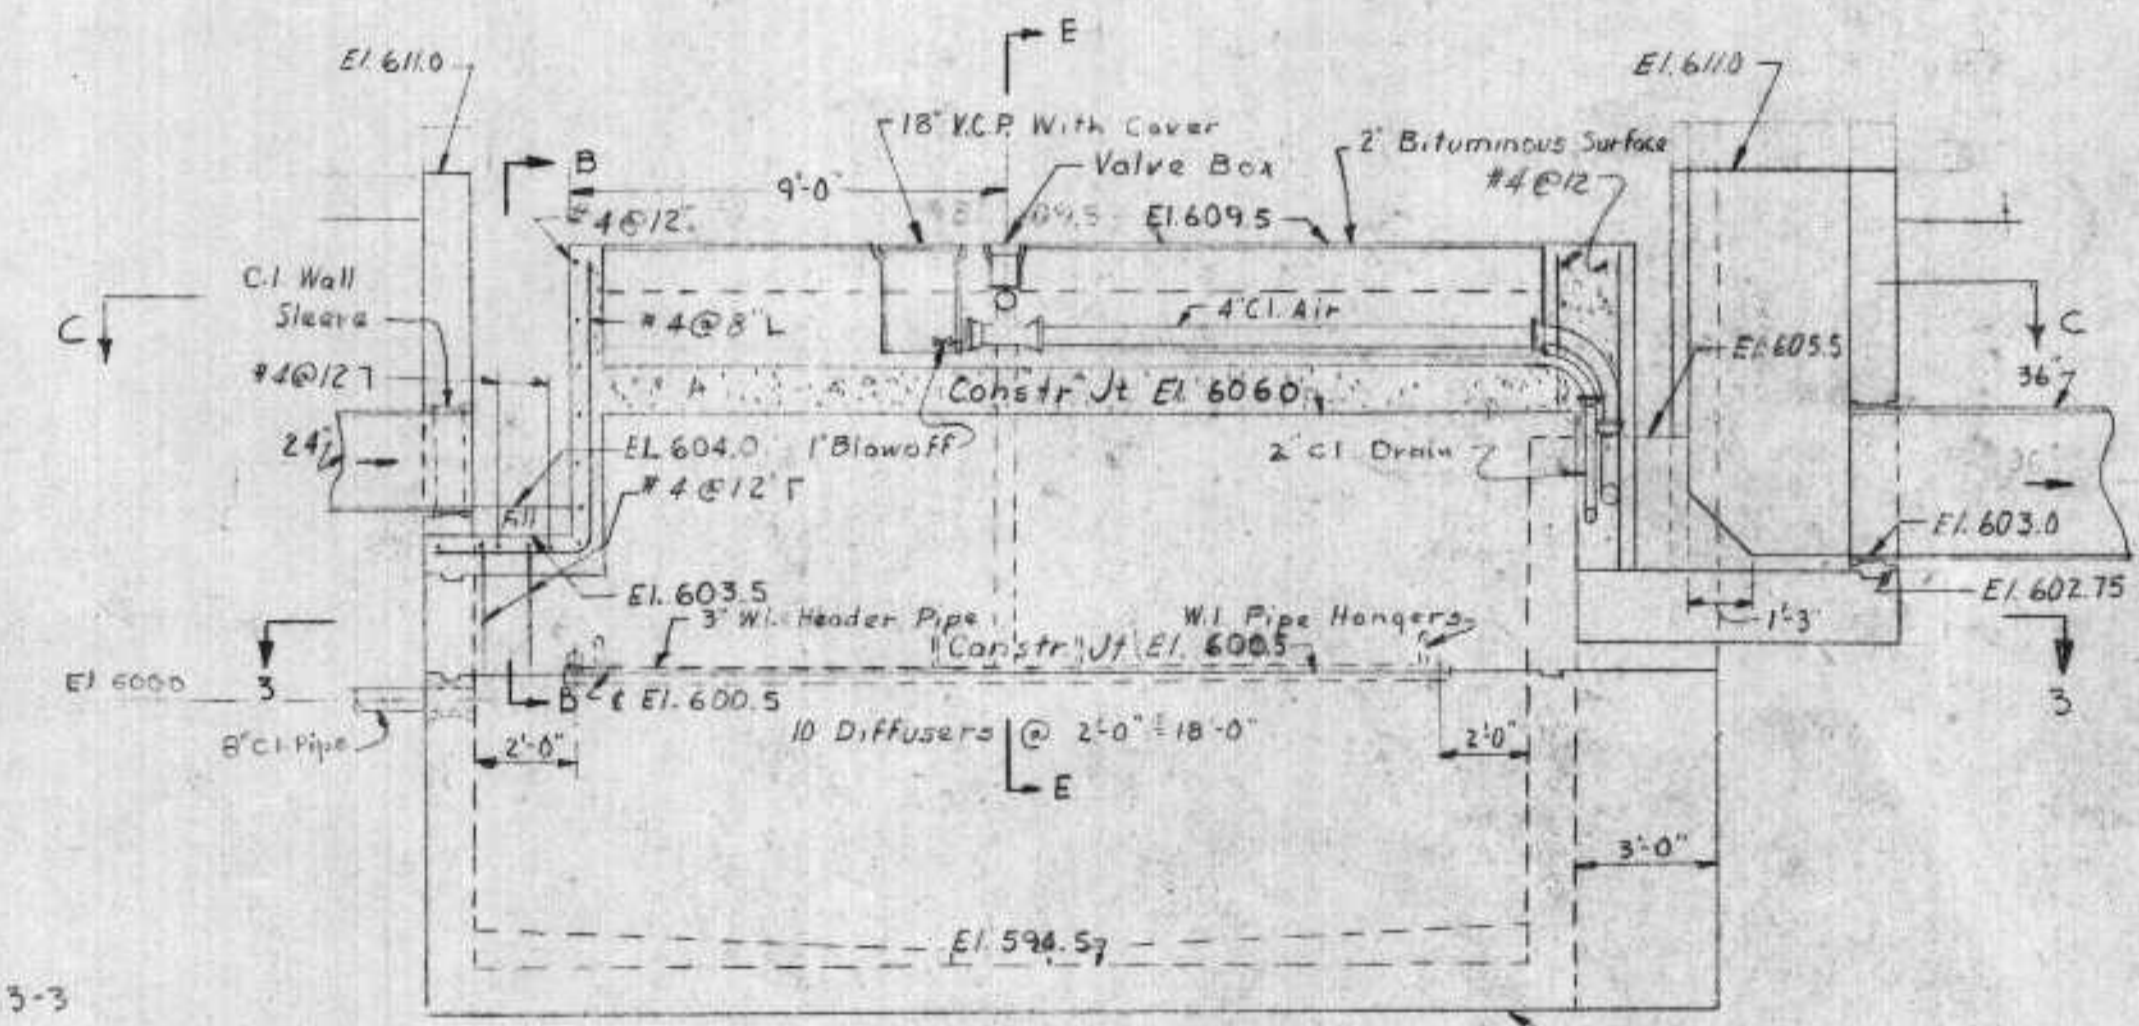 E
El. 611.0
El. 611.0
18" V.C.P. With Cover
2" Bituminous Surface
B
Valve Box
9'-0"
#4@12
#4@12"
El. 609.5
C.I. Wall
Sleeve
4" C.I. Air
#4@8" L
C
C
El. 605.5
#4@12
36"
Constr Jt El. 606.0
24"
El. 604.0
1" Blowoff
2" C.I. Drain
#4@12" Γ
Fill
El. 603.0
El. 603.5
El. 602.75
3" W.I. Header Pipe
W.I. Pipe Hangers
1'-3"
Constr Jt El. 600.5
El. 600.0
3
B
℄ El. 600.5
3
8" C.I. Pipe
10 Diffusers @ 2'-0" = 18'-0"
2'-0"
2'-0"
E
3'-0"
El. 594.5
3-3